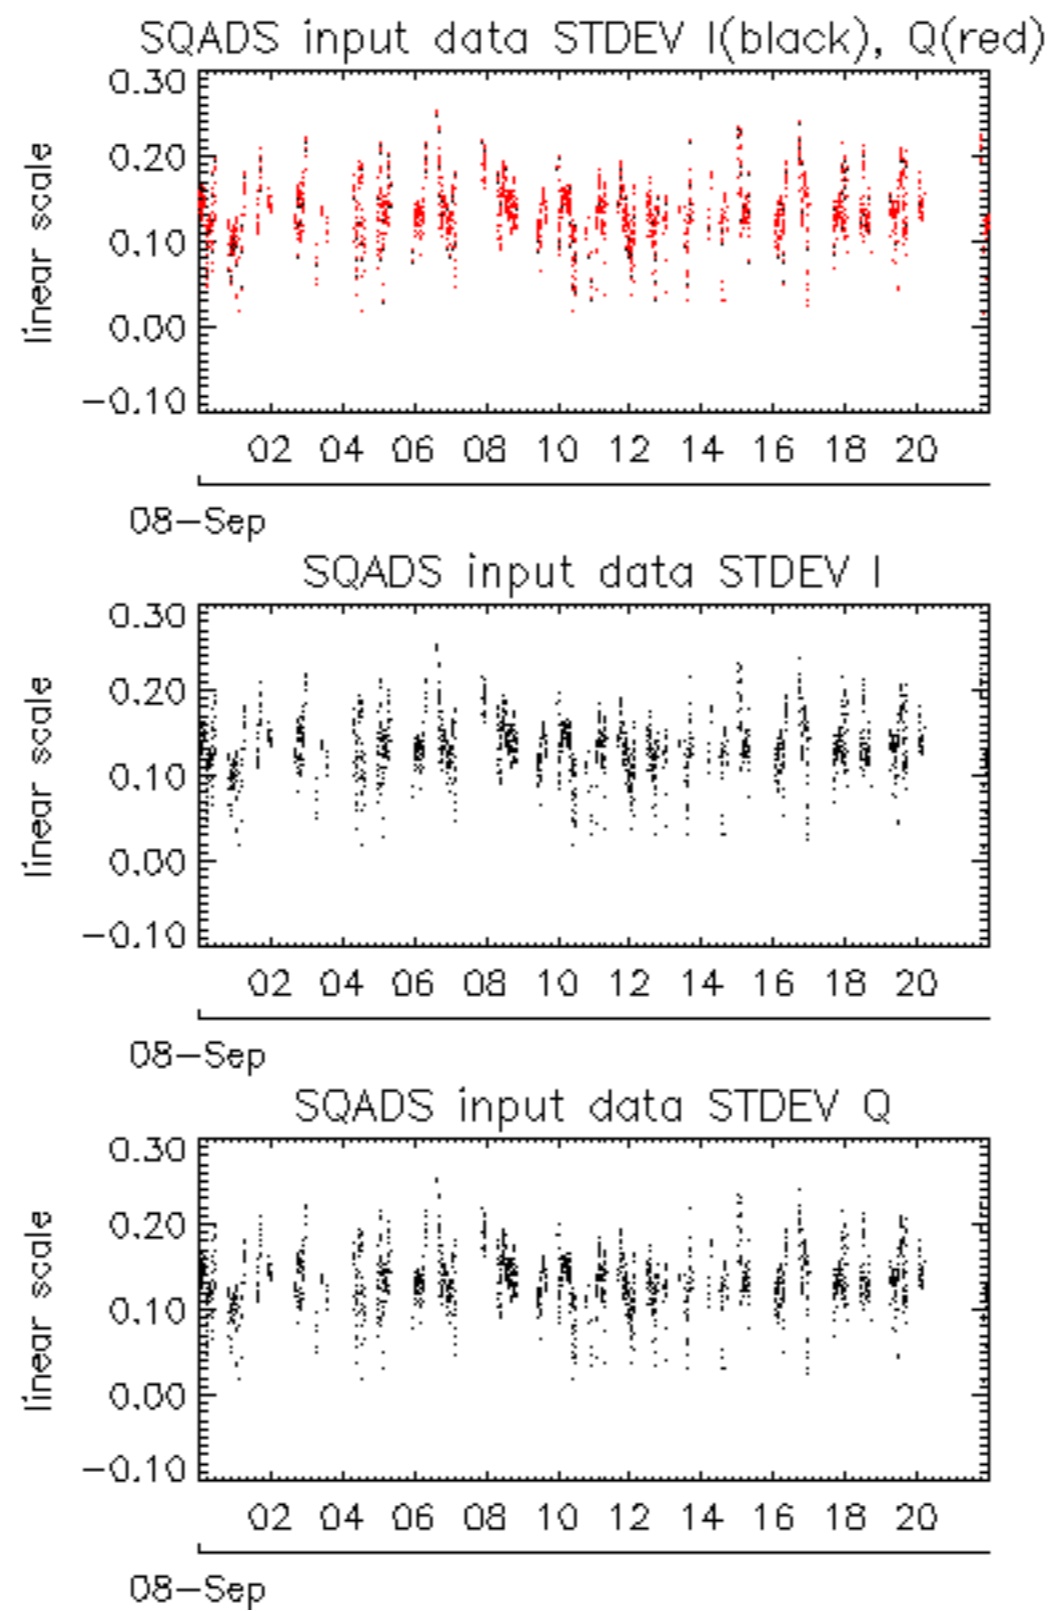 SQADS input data STDEV I(black), Q(red)
0.30
0.20
0.10
0.00
-0.10
linear scale
02 04 06 08 10 12 14 16 18 20
08-Sep
SQADS input data STDEV I
0.30
0.20
0.10
0.00
-0.10
linear scale
02 04 06 08 10 12 14 16 18 20
08-Sep
SQADS input data STDEV Q
0.30
0.20
0.10
0.00
-0.10
linear scale
02 04 06 08 10 12 14 16 18 20
08-Sep